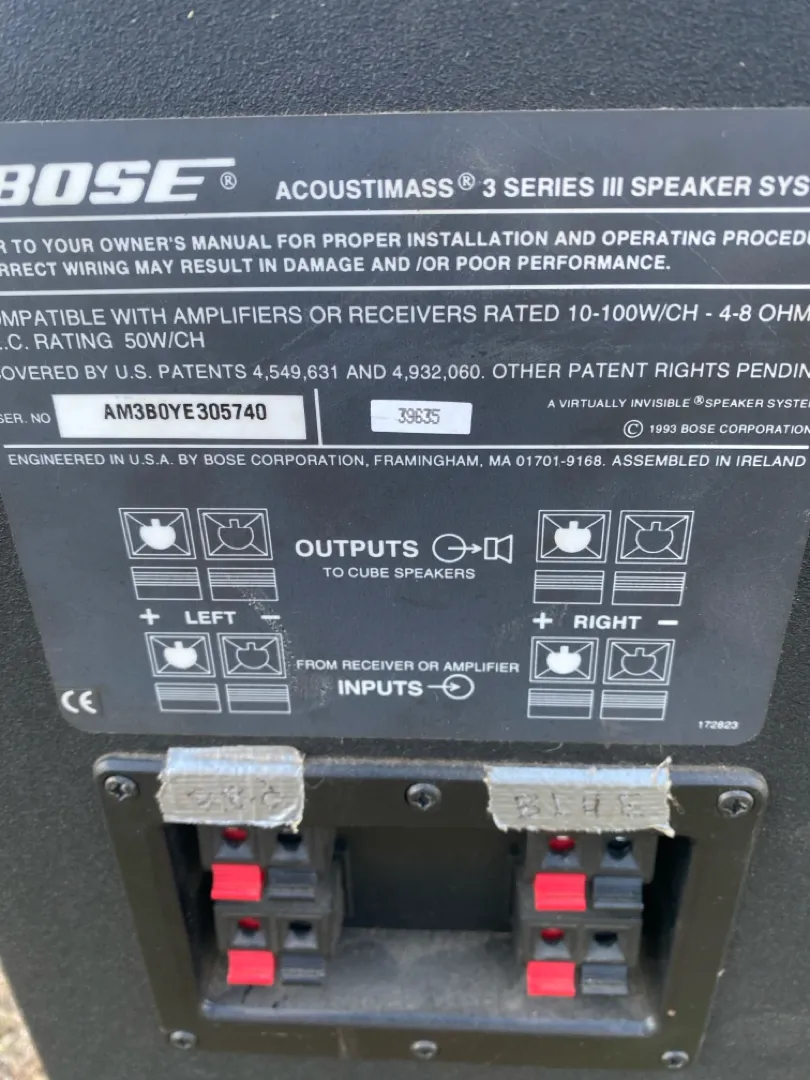 BOSE®
ACOUSTIMASS® 3 SERIES III SPEAKER SYS
R TO YOUR OWNER'S MANUAL FOR PROPER INSTALLATION AND OPERATING PROCEDU
RRECT WIRING MAY RESULT IN DAMAGE AND /OR POOR PERFORMANCE.
OMPATIBLE WITH AMPLIFIERS OR RECEIVERS RATED 10-100W/CH - 4-8 OHM
.C. RATING 50W/CH
OVERED BY U.S. PATENTS 4,549,631 AND 4,932,060. OTHER PATENT RIGHTS PENDIN
SER. NO AM3B0YE305740 39635
A VIRTUALLY INVISIBLE ® SPEAKER SYSTE
© 1993 BOSE CORPORATION
ENGINEERED IN U.S.A. BY BOSE CORPORATION, FRAMINGHAM, MA 01701-9168. ASSEMBLED IN IRELAND
OUTPUTS
TO CUBE SPEAKERS
+ LEFT − + RIGHT −
FROM RECEIVER OR AMPLIFIER
INPUTS
CE
172823